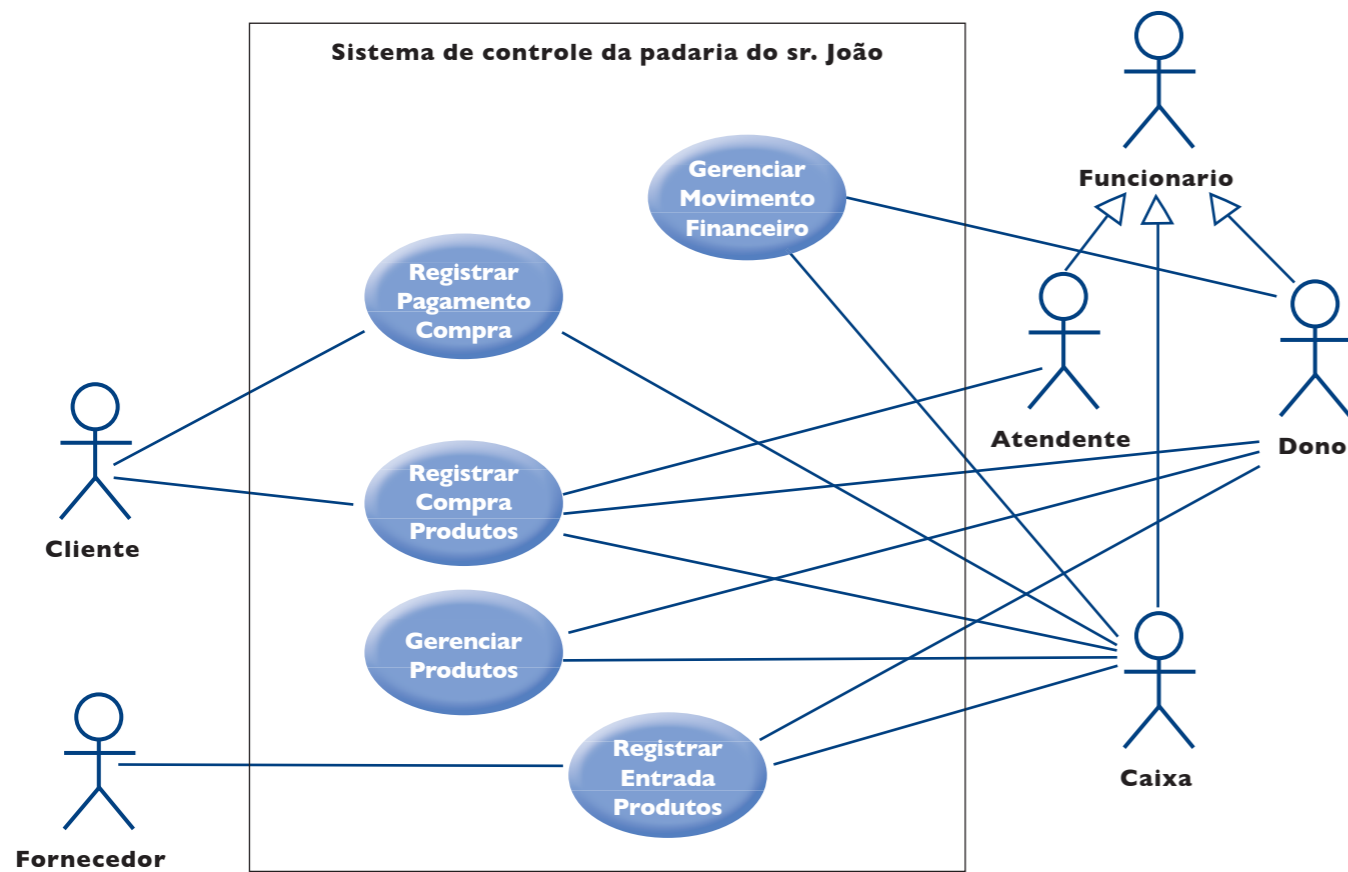 Sistema de controle da padaria do sr. João
Funcionario
Gerenciar
Movimento
Financeiro
Registrar
Pagamento
Compra
Atendente
Dono
Registrar
Compra
Produtos
Cliente
Gerenciar
Produtos
Registrar
Entrada
Produtos
Caixa
Fornecedor